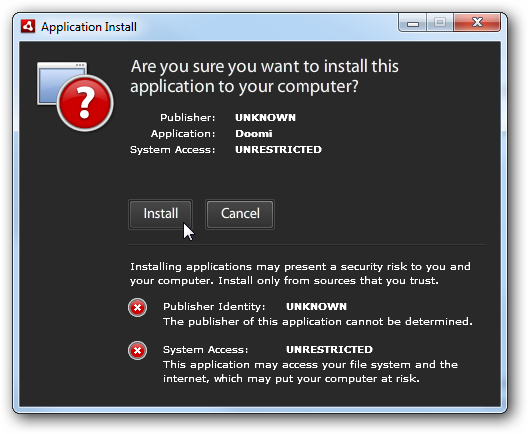 Application Install
Are you sure you want to install this
application to your computer?
Publisher: UNKNOWN
Application: Doomi
System Access: UNRESTRICTED
Install Cancel
Installing applications may present a security risk to you and
your computer. Install only from sources that you trust.
Publisher Identity: UNKNOWN
The publisher of this application cannot be determined.
System Access: UNRESTRICTED
This application may access your file system and the
internet, which may put your computer at risk.